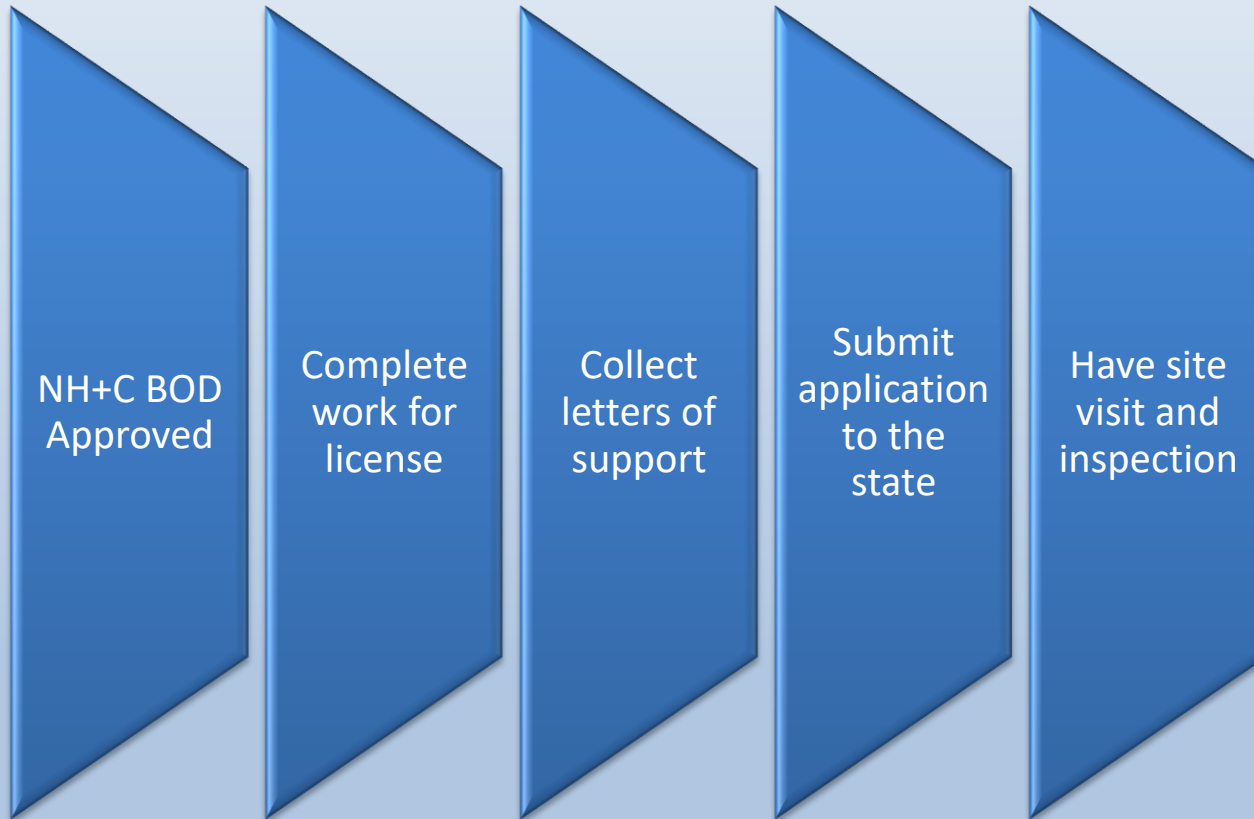 NH+C BOD
Approved
Complete
work for
license
Collect
letters of
support
Submit
application
to the
state
Have site
visit and
inspection